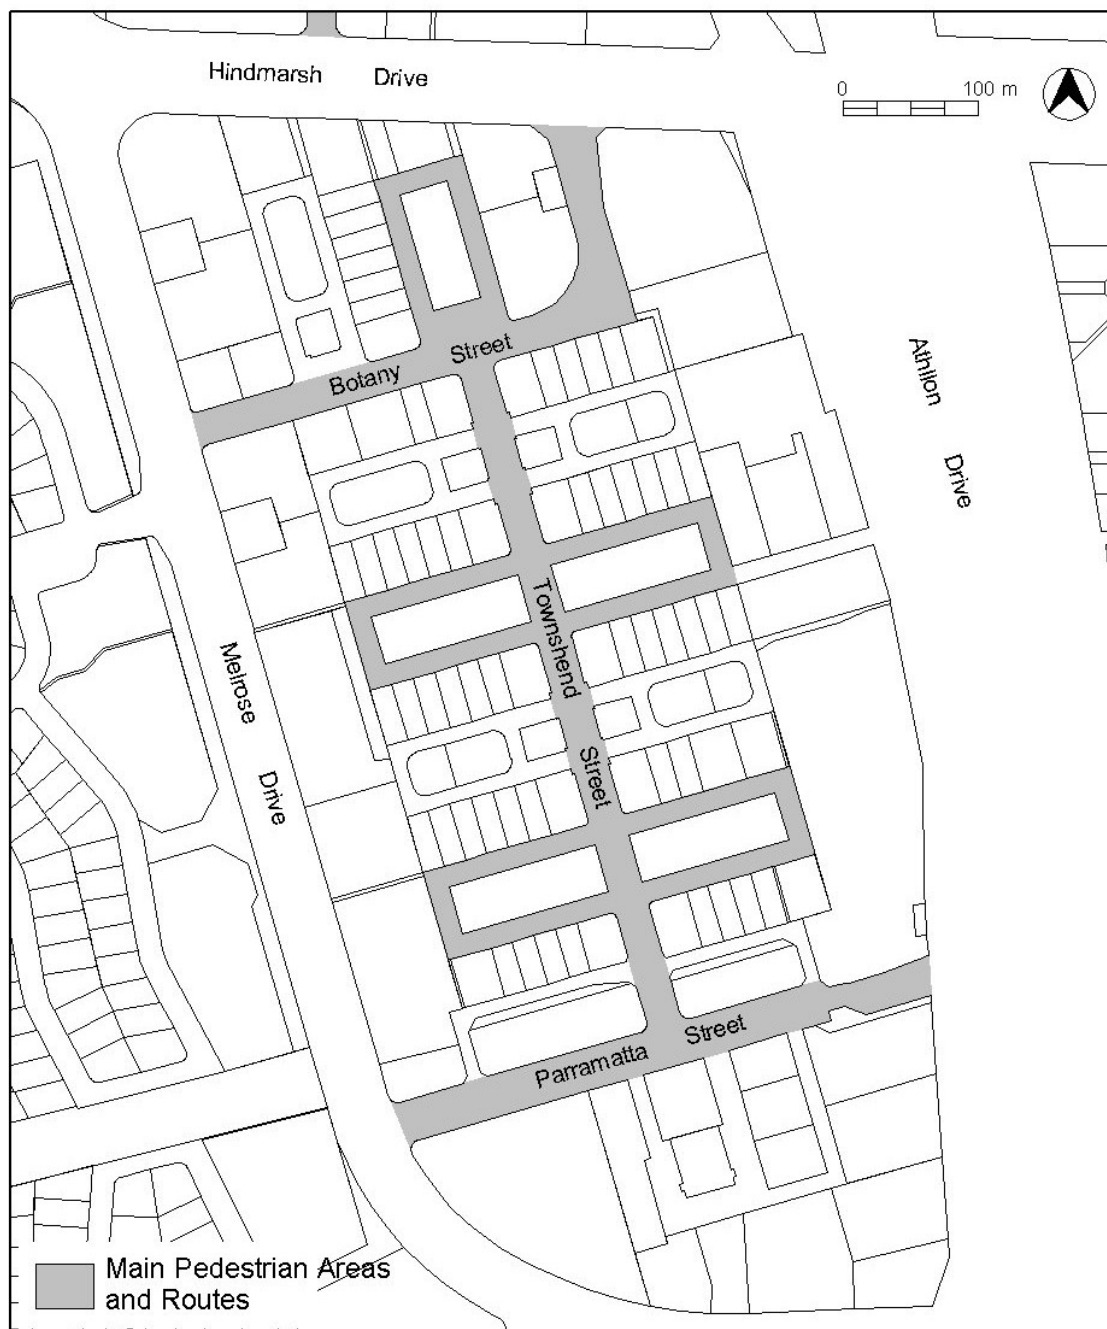 Hindmarsh Drive
0 100 m
Botany Street
Athllon Drive
Townshend Street
Melrose Drive
Parramatta Street
Main Pedestrian Areas
and Routes